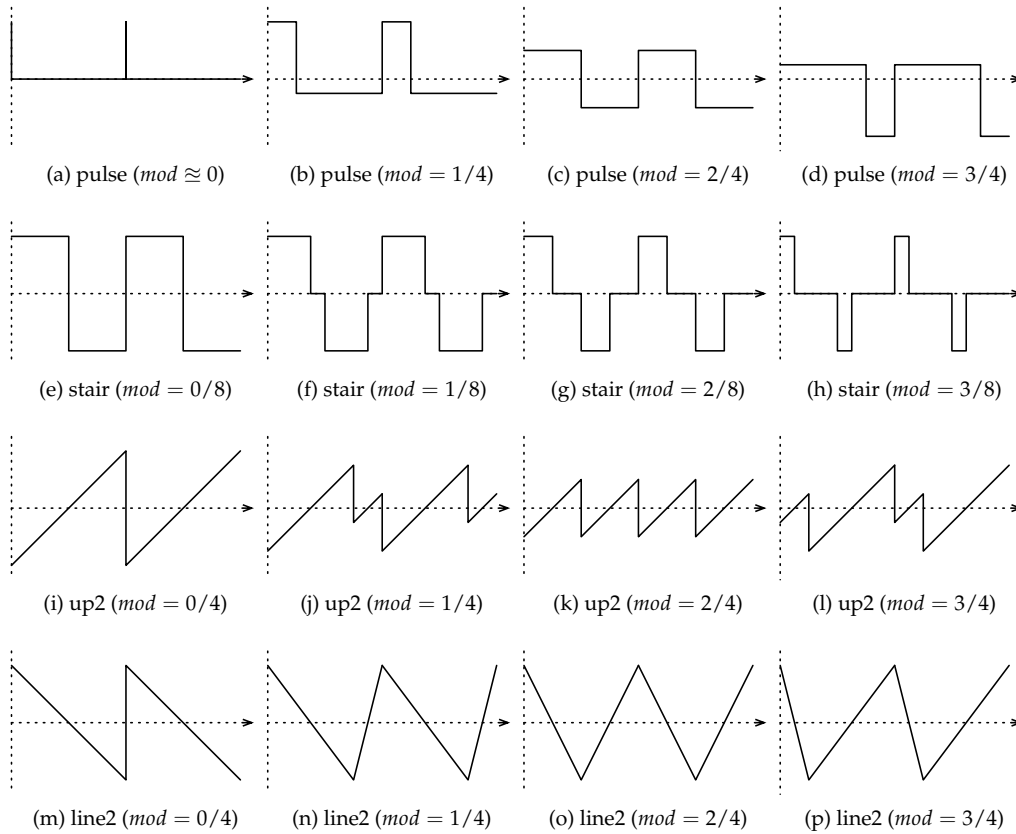 (a) pulse (mod ≊ 0)
(b) pulse (mod = 1/4)
(c) pulse (mod = 2/4)
(d) pulse (mod = 3/4)
(e) stair (mod = 0/8)
(f) stair (mod = 1/8)
(g) stair (mod = 2/8)
(h) stair (mod = 3/8)
(i) up2 (mod = 0/4)
(j) up2 (mod = 1/4)
(k) up2 (mod = 2/4)
(l) up2 (mod = 3/4)
(m) line2 (mod = 0/4)
(n) line2 (mod = 1/4)
(o) line2 (mod = 2/4)
(p) line2 (mod = 3/4)